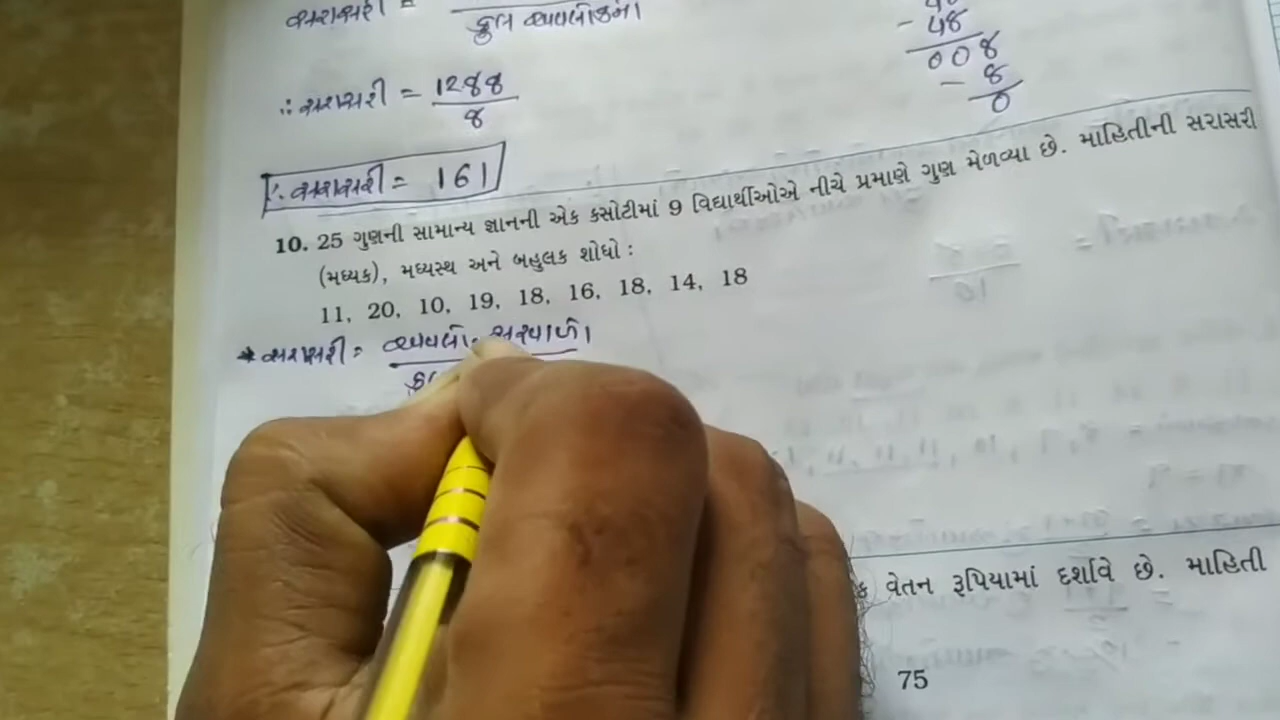 સરાસરી =
કુલ અવલોકનો
- 48
008
- 8
0
∴ સરાસરી = 1288
8
∴ સરાસરી = 161
10. 25 ગુણની સામાન્ય જ્ઞાનની એક કસોટીમાં 9 વિદ્યાર્થીઓએ નીચે પ્રમાણે ગુણ મેળવ્યા છે. માહિતીની સરાસરી
(મધ્યક), મધ્યસ્થ અને બહુલક શોધો :
11, 20, 10, 19, 18, 16, 18, 14, 18
સરાસરી = સરવાળો
વેતન રૂપિયામાં દર્શાવે છે. માહિતી
75